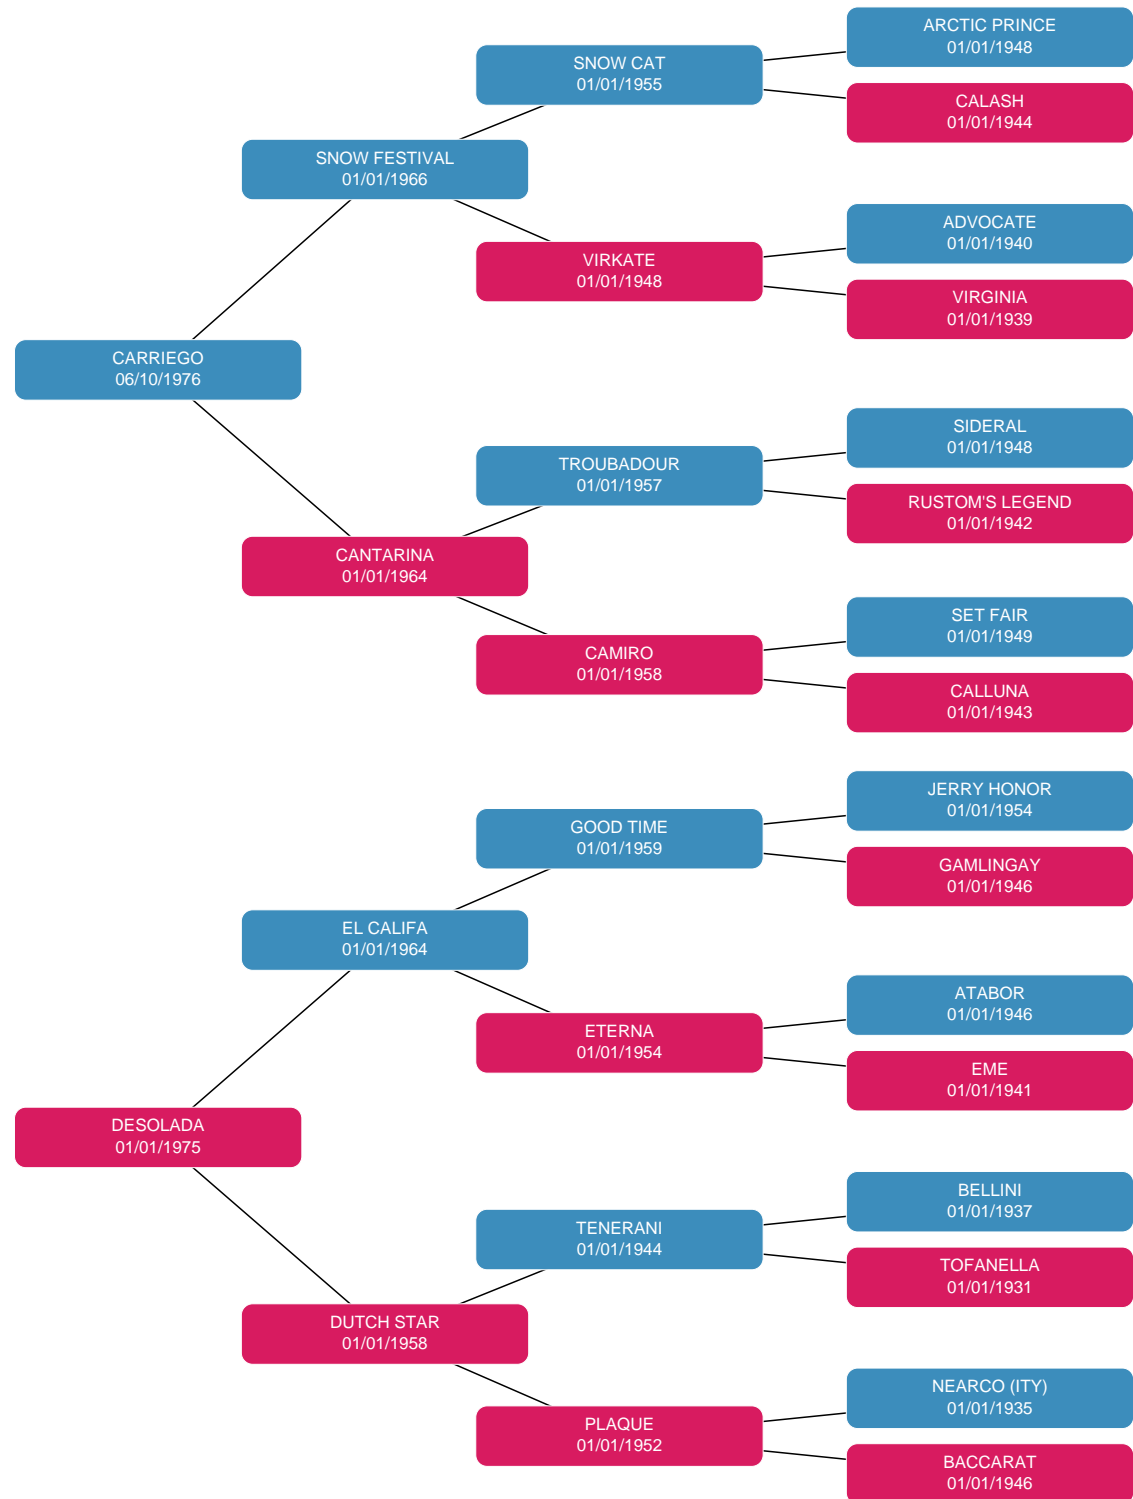 ARCTIC PRINCE
01/01/1948
SNOW CAT
01/01/1955
CALASH
01/01/1944
SNOW FESTIVAL
01/01/1966
ADVOCATE
01/01/1940
VIRKATE
01/01/1948
VIRGINIA
01/01/1939
CARRIEGO
06/10/1976
SIDERAL
01/01/1948
TROUBADOUR
01/01/1957
RUSTOM'S LEGEND
01/01/1942
CANTARINA
01/01/1964
SET FAIR
01/01/1949
CAMIRO
01/01/1958
CALLUNA
01/01/1943
JERRY HONOR
01/01/1954
GOOD TIME
01/01/1959
GAMLINGAY
01/01/1946
EL CALIFA
01/01/1964
ATABOR
01/01/1946
ETERNA
01/01/1954
EME
01/01/1941
DESOLADA
01/01/1975
BELLINI
01/01/1937
TENERANI
01/01/1944
TOFANELLA
01/01/1931
DUTCH STAR
01/01/1958
NEARCO (ITY)
01/01/1935
PLAQUE
01/01/1952
BACCARAT
01/01/1946